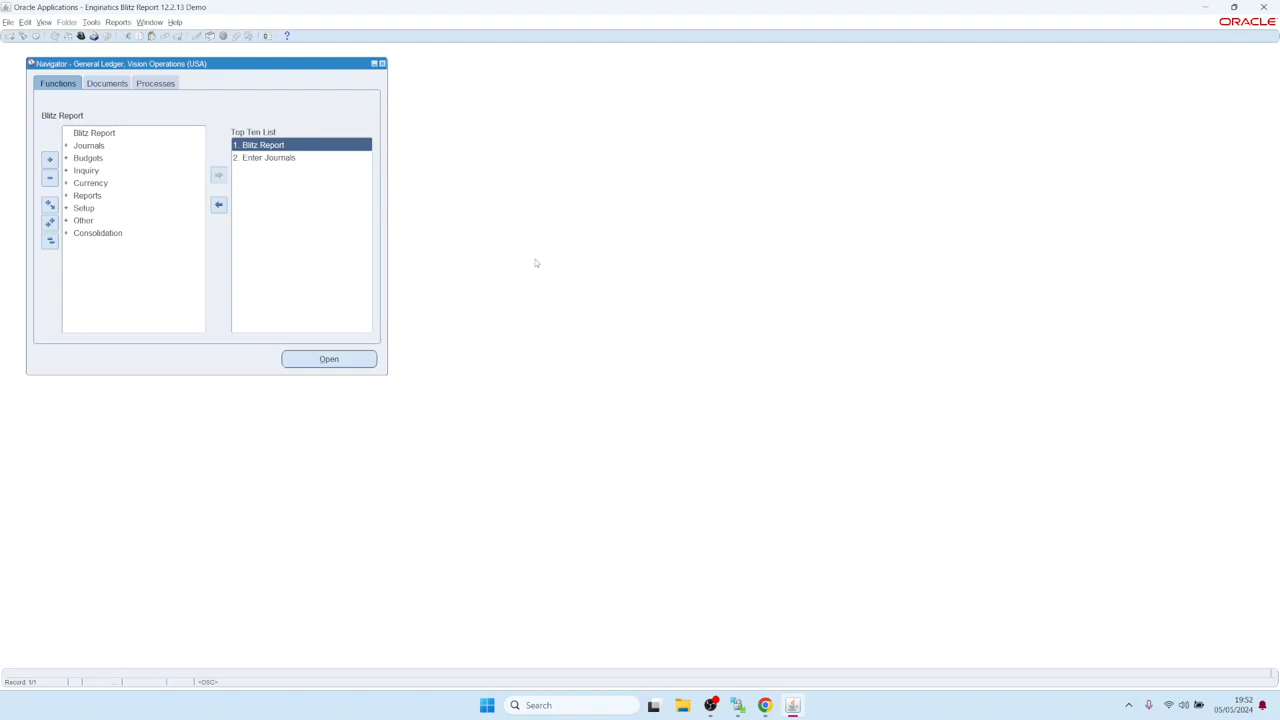 Oracle Applications - Enginatics Blitz Report 12.2.13 Demo
File Edit View Folder Tools Reports Window Help
ORACLE
Navigator - General Ledger, Vision Operations (USA)
Functions Documents Processes
Blitz Report
Blitz Report
+ Journals
+ Budgets
+ Inquiry
+ Currency
+ Reports
+ Setup
+ Other
+ Consolidation
Top Ten List
1. Blitz Report
2. Enter Journals
Open
Record: 1/1 ... <OSC>
Search
19:52
05/05/2024